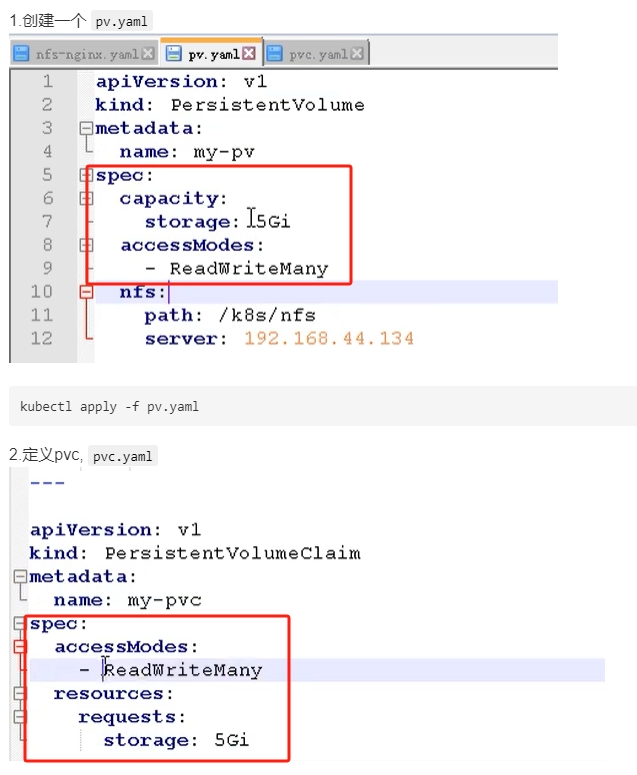 1.创建一个 pv.yaml
nfs-nginx.yaml pv.yaml pvc.yaml
1 apiVersion: v1
2 kind: PersistentVolume
3 metadata:
4 name: my-pv
5 spec:
6 capacity:
7 storage: 5Gi
8 accessModes:
9 - ReadWriteMany
10 nfs:
11 path: /k8s/nfs
12 server: 192.168.44.134
kubectl apply -f pv.yaml
2.定义pvc, pvc.yaml
---
apiVersion: v1
kind: PersistentVolumeClaim
metadata:
name: my-pvc
spec:
accessModes:
- ReadWriteMany
resources:
requests:
storage: 5Gi